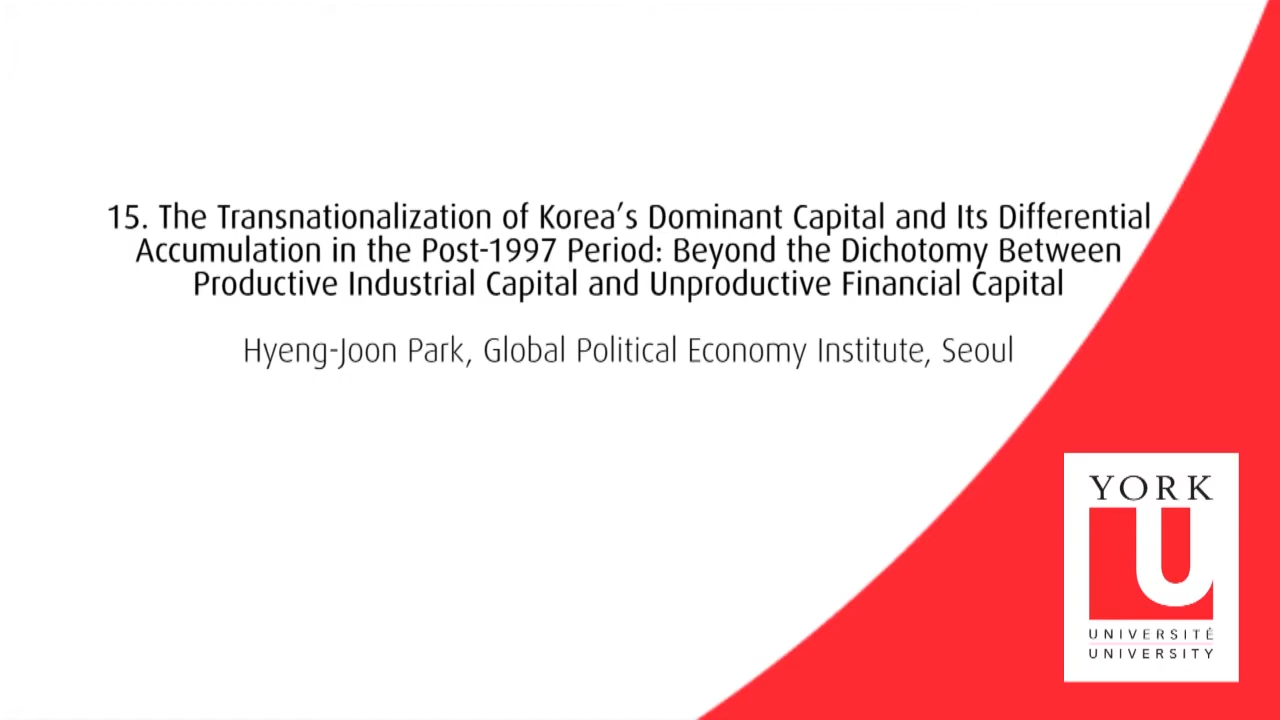 15. The Transnationalization of Korea’s Dominant Capital and Its Differential
Accumulation in the Post-1997 Period: Beyond the Dichotomy Between
Productive Industrial Capital and Unproductive Financial Capital
Hyeng-Joon Park, Global Political Economy Institute, Seoul
YORK
U
UNIVERSITÉ
UNIVERSITY